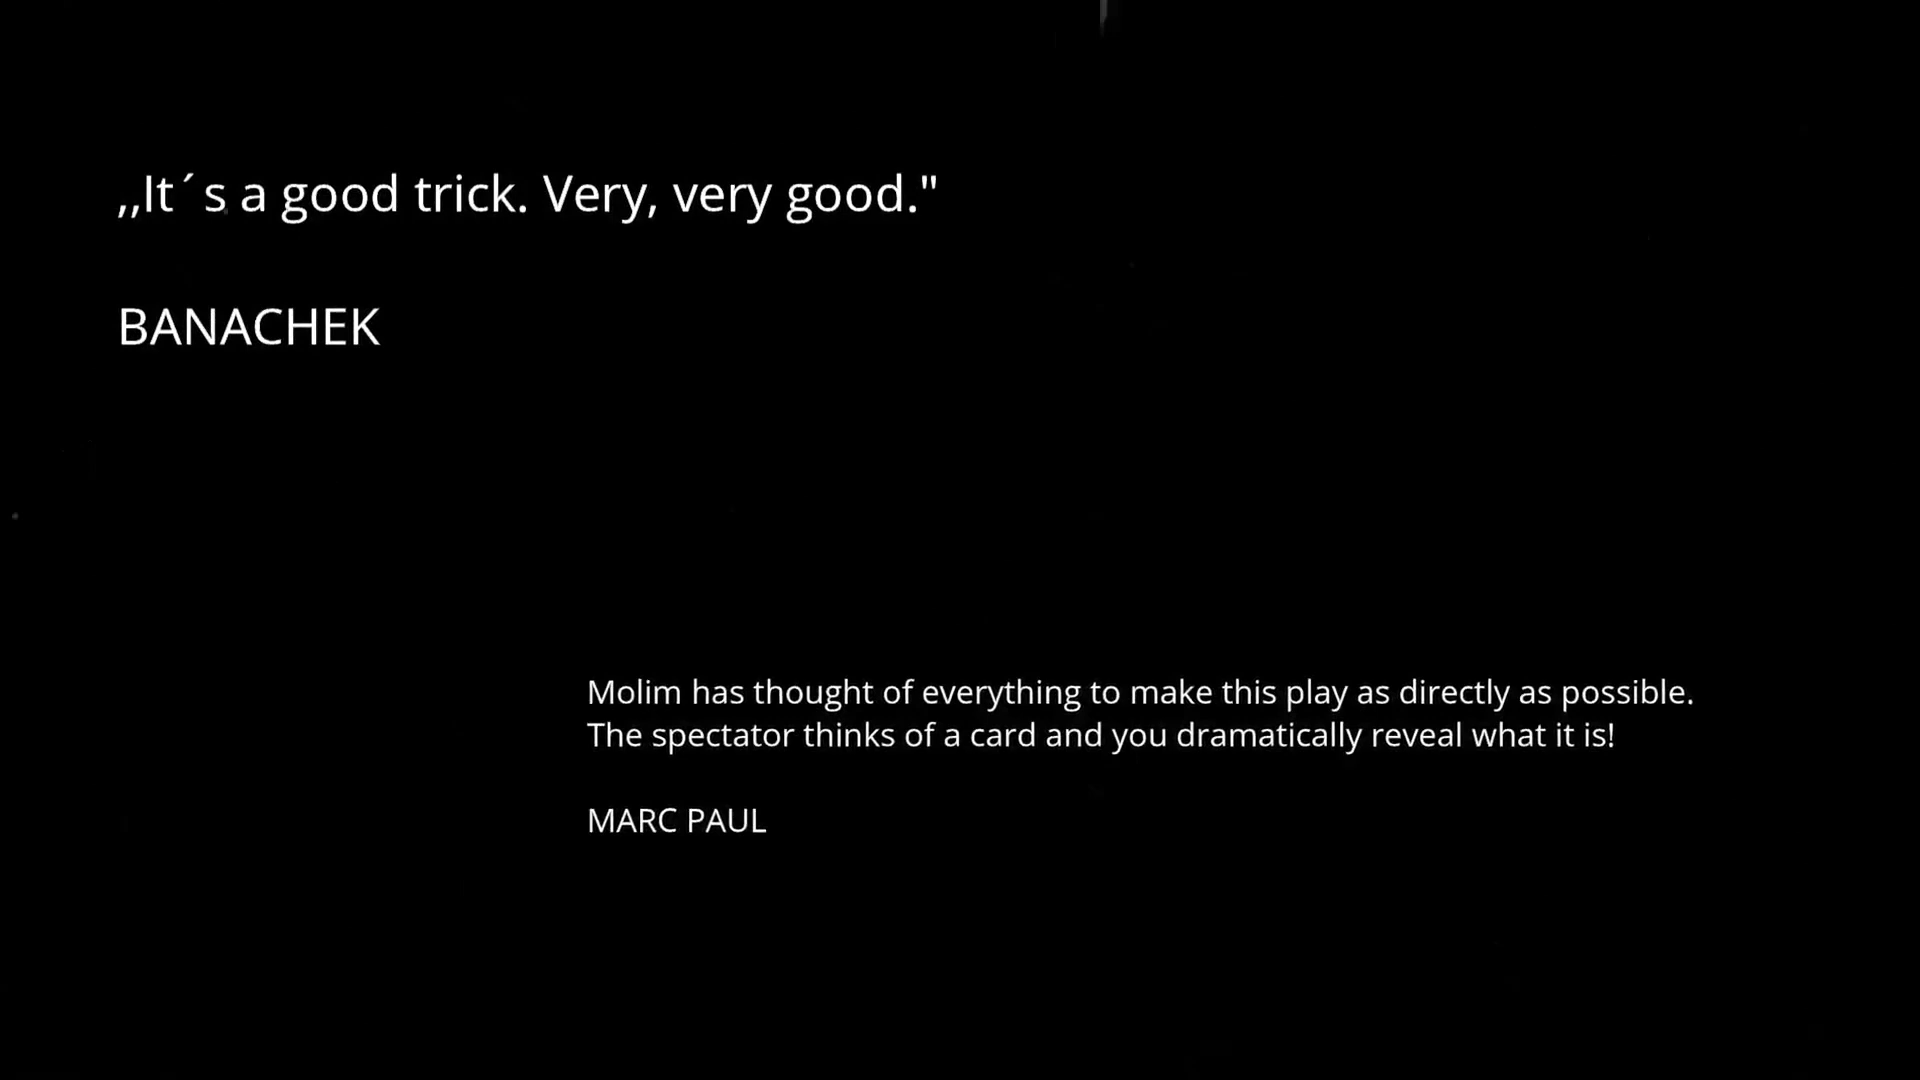 ,,It´s a good trick. Very, very good."
BANACHEK
Molim has thought of everything to make this play as directly as possible.
The spectator thinks of a card and you dramatically reveal what it is!
MARC PAUL